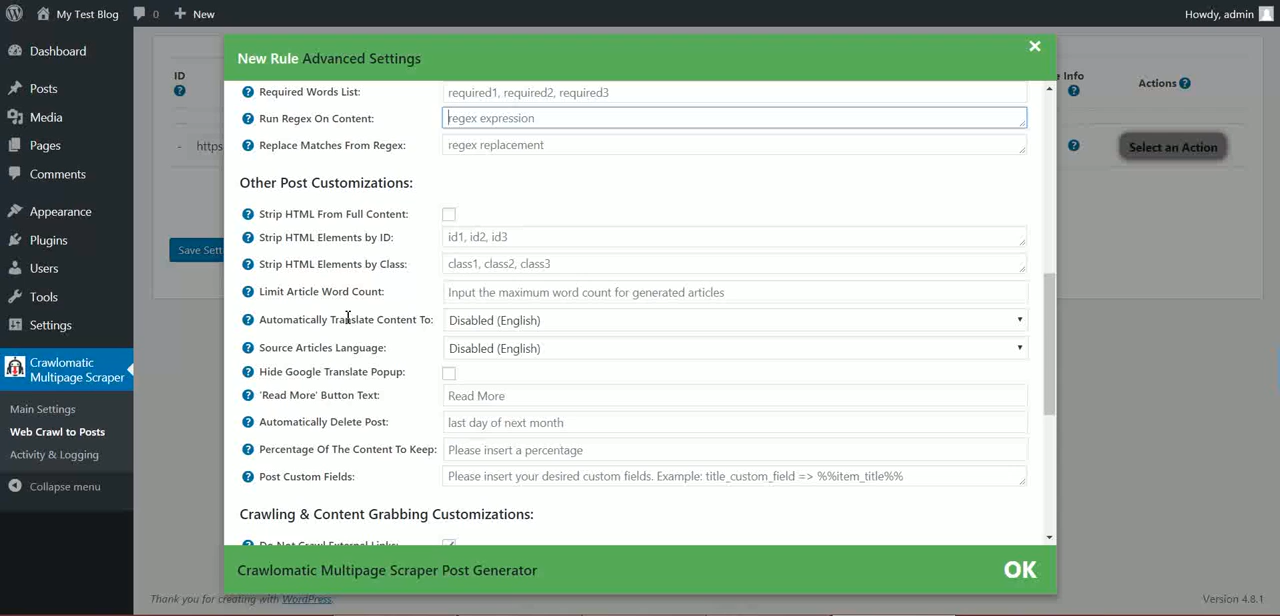 My Test Blog 0 New Howdy, admin
Dashboard
Posts
Media
Pages
Comments
Appearance
Plugins
Users
Tools
Settings
Crawlomatic
Multipage Scraper
Main Settings
Web Crawl to Posts
Activity & Logging
Collapse menu
ID
Info
Actions
- https
Select an Action
Save Sett
New Rule Advanced Settings
Required Words List: required1, required2, required3
Run Regex On Content: regex expression
Replace Matches From Regex: regex replacement
Other Post Customizations:
Strip HTML From Full Content:
Strip HTML Elements by ID: id1, id2, id3
Strip HTML Elements by Class: class1, class2, class3
Limit Article Word Count: Input the maximum word count for generated articles
Automatically Translate Content To: Disabled (English)
Source Articles Language: Disabled (English)
Hide Google Translate Popup:
'Read More' Button Text: Read More
Automatically Delete Post: last day of next month
Percentage Of The Content To Keep: Please insert a percentage
Post Custom Fields: Please insert your desired custom fields. Example: title_custom_field => %%item_title%%
Crawling & Content Grabbing Customizations:
Do Not Crawl External Links:
Crawlomatic Multipage Scraper Post Generator OK
Thank you for creating with WordPress. Version 4.8.1